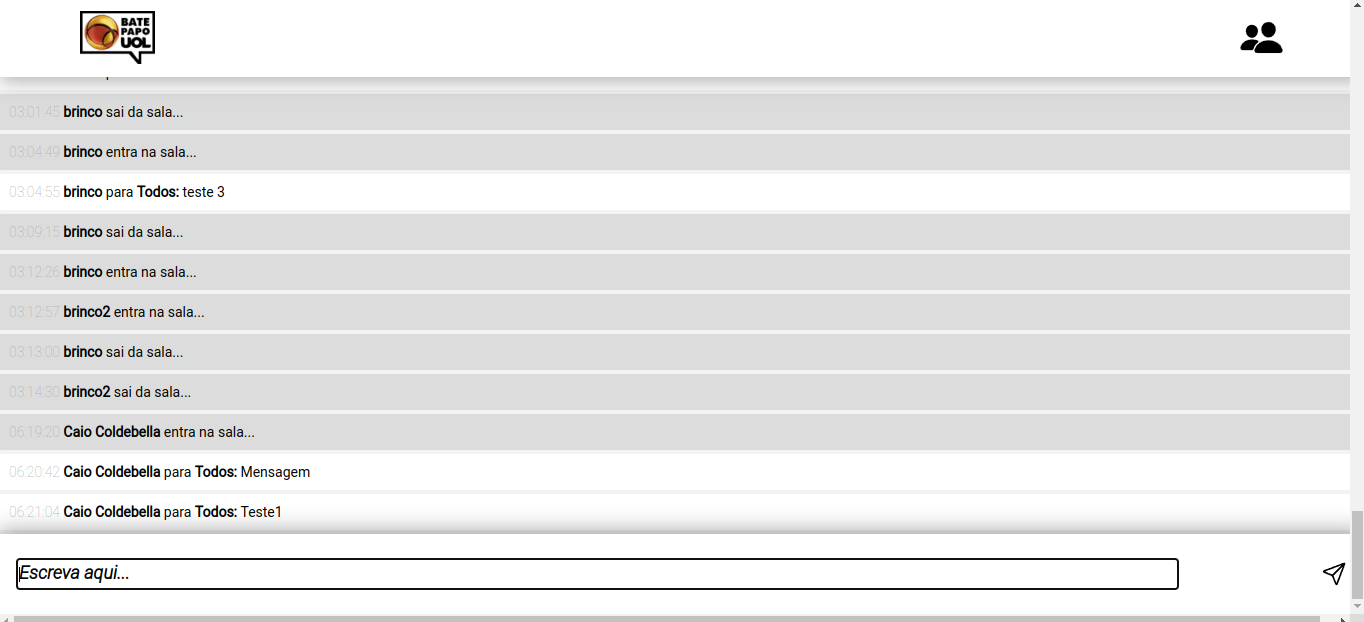 BATE
PAPO
UOL
03:01:45 brinco sai da sala...
03:04:49 brinco entra na sala...
03:04:55 brinco para Todos: teste 3
03:09:15 brinco sai da sala...
03:12:26 brinco entra na sala...
03:12:57 brinco2 entra na sala...
03:13:00 brinco sai da sala...
03:14:30 brinco2 sai da sala...
06:19:20 Caio Coldebella entra na sala...
06:20:42 Caio Coldebella para Todos: Mensagem
06:21:04 Caio Coldebella para Todos: Teste1
Escreva aqui...